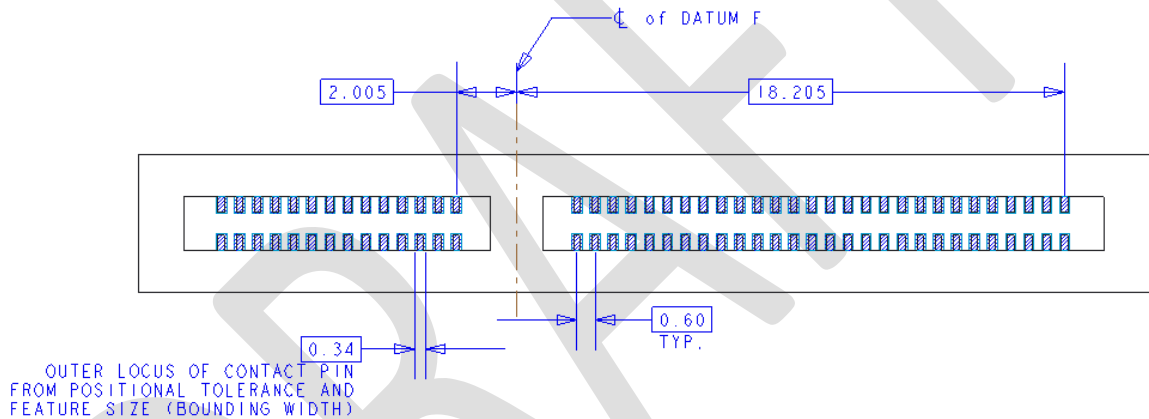 ℄ of DATUM F
2.005
18.205
0.60
TYP.
0.34
OUTER LOCUS OF CONTACT PIN
FROM POSITIONAL TOLERANCE AND
FEATURE SIZE (BOUNDING WIDTH)